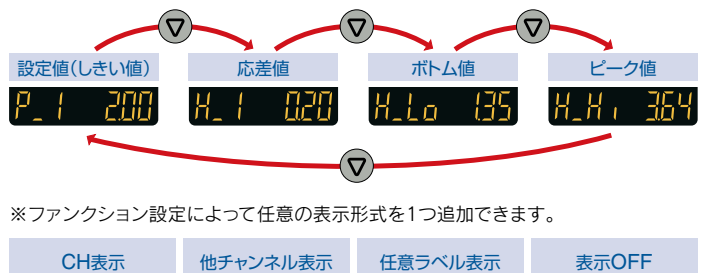 設定値(しきい値) 応差値 ボトム値 ピーク値
P_1 2.00 H_1 0.20 H_Lo 1.35 H_Hi 3.64
※ファンクション設定によって任意の表示形式を1つ追加できます。
CH表示 他チャンネル表示 任意ラベル表示 表示OFF